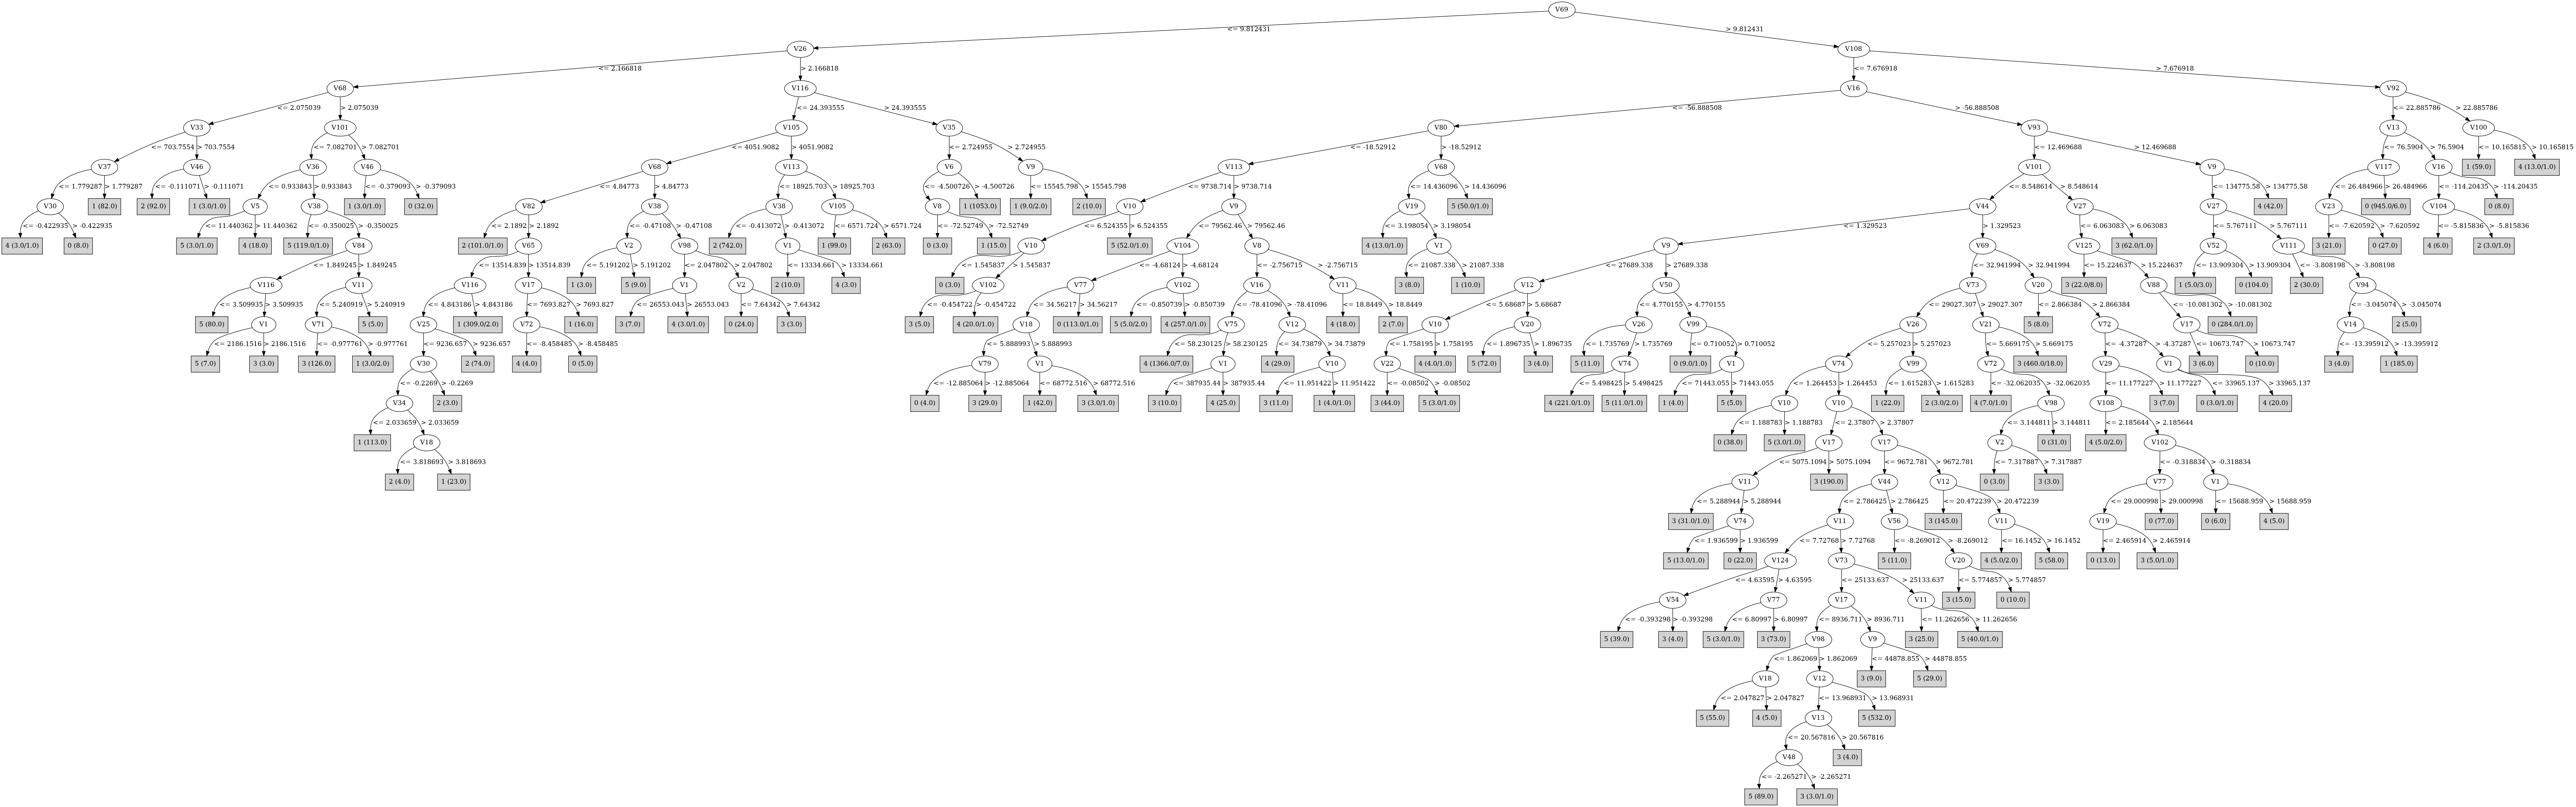 V69
<= 9.812431 > 9.812431
V26 V108
<= 2.166818 > 2.166818 <= 7.676918 > 7.676918
V68 V116 V16 V92
<= 2.075039 > 2.075039 <= 24.393555 > 24.393555 <= -56.888508 > -56.888508 <= 22.885786 > 22.885786
V33 V101 V105 V35 V80 V93 V13 V100
<= 703.7554 > 703.7554 <= 7.082701 > 7.082701 <= 4051.9082 > 4051.9082 <= 2.724955 > 2.724955 <= -18.52912 > -18.52912 <= 12.469688 > 12.469688 <= 76.5904 > 76.5904 <= 10.165815 > 10.165815
V37 V46 V36 V46 V68 V113 V6 V9 V113 V68 V101 V9 V117 V16 1 (59.0) 4 (13.0/1.0)
<= 1.779287 > 1.779287 <= -0.111071 > -0.111071 <= 0.933843 > 0.933843 <= -0.379093 > -0.379093 <= 4.84773 > 4.84773 <= 18925.703 > 18925.703 <= -4.500726 > -4.500726 <= 15545.798 > 15545.798 <= 9738.714 > 9738.714 <= 14.436096 > 14.436096 <= 8.548614 > 8.548614 <= 134775.58 > 134775.58 <= 26.484966 > 26.484966 <= -114.20435 > -114.20435
V30 1 (82.0) 2 (92.0) 1 (3.0/1.0) V5 V38 1 (3.0/1.0) 0 (32.0) V82 V38 V38 V105 V8 1 (1053.0) 1 (9.0/2.0) 2 (10.0) V10 V9 V19 5 (50.0/1.0) V44 V27 V27 4 (42.0) V23 0 (945.0/6.0) V104 0 (8.0)
<= -0.422935 > -0.422935 <= 11.440362 > 11.440362 <= -0.350025 > -0.350025 <= 2.1892 > 2.1892 <= -0.47108 > -0.47108 <= -0.413072 > -0.413072 <= 6571.724 > 6571.724 <= -72.52749 > -72.52749 <= 6.524355 > 6.524355 <= 79562.46 > 79562.46 <= 3.198054 > 3.198054 <= 1.329523 > 1.329523 <= 6.063083 > 6.063083 <= 5.767111 > 5.767111 <= -7.620592 > -7.620592 <= -5.815836 > -5.815836
4 (3.0/1.0) 0 (8.0) 5 (3.0/1.0) 4 (18.0) 5 (119.0/1.0) V84 2 (101.0/1.0) V65 V2 V98 2 (742.0) V1 1 (99.0) 2 (63.0) 0 (3.0) 1 (15.0) V10 5 (52.0/1.0) V104 V8 4 (13.0/1.0) V1 V9 V69 V125 3 (62.0/1.0) V52 V111 3 (21.0) 0 (27.0) 4 (6.0) 2 (3.0/1.0)
<= 1.849245 > 1.849245 <= 13514.839 > 13514.839 <= 5.191202 > 5.191202 <= 2.047802 > 2.047802 <= 13334.661 > 13334.661 <= 1.545837 > 1.545837 <= -4.68124 > -4.68124 <= -2.756715 > -2.756715 <= 21087.338 > 21087.338 <= 27689.338 > 27689.338 <= 32.941994 > 32.941994 <= 15.224637 > 15.224637 <= 13.909304 > 13.909304 <= -3.808198 > -3.808198
V116 V11 V116 V17 1 (3.0) 5 (9.0) V1 V2 2 (10.0) 4 (3.0) 0 (3.0) V102 V77 V102 V16 V11 3 (8.0) 1 (10.0) V12 V50 V73 V20 3 (22.0/8.0) V88 1 (5.0/3.0) 0 (104.0) 2 (30.0) V94
<= 3.509935 > 3.509935 <= 5.240919 > 5.240919 <= 4.843186 > 4.843186 <= 7693.827 > 7693.827 <= 26553.043 > 26553.043 <= 7.64342 > 7.64342 <= -0.454722 > -0.454722 <= 34.56217 > 34.56217 <= -0.850739 > -0.850739 <= -78.41096 > -78.41096 <= 18.8449 > 18.8449 <= 5.68687 > 5.68687 <= 4.770155 > 4.770155 <= 29027.307 > 29027.307 <= 2.866384 > 2.866384 <= -10.081302 > -10.081302 <= -3.045074 > -3.045074
5 (80.0) V1 V71 5 (5.0) V25 1 (309.0/2.0) V72 1 (16.0) 3 (7.0) 4 (3.0/1.0) 0 (24.0) 3 (3.0) 3 (5.0) 4 (20.0/1.0) V18 0 (113.0/1.0) 5 (5.0/2.0) 4 (257.0/1.0) V75 V12 4 (18.0) 2 (7.0) V10 V20 V26 V99 V26 V21 5 (8.0) V72 V17 0 (284.0/1.0) V14 2 (5.0)
<= 2186.1516 > 2186.1516 <= -0.977761 > -0.977761 <= 9236.657 > 9236.657 <= -8.458485 > -8.458485 <= 5.888993 > 5.888993 <= 58.230125 > 58.230125 <= 34.73879 > 34.73879 <= 1.758195 > 1.758195 <= 1.896735 > 1.896735 <= 1.735769 > 1.735769 <= 0.710052 > 0.710052 <= 5.257023 > 5.257023 <= 5.669175 > 5.669175 <= -4.37287 > -4.37287 <= 10673.747 > 10673.747 <= -13.395912 > -13.395912
5 (7.0) 3 (3.0) 3 (126.0) 1 (3.0/2.0) V30 2 (74.0) 4 (4.0) 0 (5.0) V79 V1 4 (1366.0/7.0) V1 4 (29.0) V10 V22 4 (4.0/1.0) 5 (72.0) 3 (4.0) 5 (11.0) V74 0 (9.0/1.0) V1 V74 V99 V72 3 (460.0/18.0) V29 V1 3 (6.0) 0 (10.0) 3 (4.0) 1 (185.0)
<= -0.2269 > -0.2269 <= -12.885064 > -12.885064 <= 68772.516 > 68772.516 <= 387935.44 > 387935.44 <= 11.951422 > 11.951422 <= -0.08502 > -0.08502 <= 5.498425 > 5.498425 <= 71443.055 > 71443.055 <= 1.264453 > 1.264453 <= 1.615283 > 1.615283 <= -32.062035 > -32.062035 <= 11.177227 > 11.177227 <= 33965.137 > 33965.137
V34 2 (3.0) 0 (4.0) 3 (29.0) 1 (42.0) 3 (3.0/1.0) 3 (10.0) 4 (25.0) 3 (11.0) 1 (4.0/1.0) 3 (44.0) 5 (3.0/1.0) 4 (221.0/1.0) 5 (11.0/1.0) 1 (4.0) 5 (5.0) V10 V10 1 (22.0) 2 (3.0/2.0) 4 (7.0/1.0) V98 V108 3 (7.0) 0 (3.0/1.0) 4 (20.0)
<= 2.033659 > 2.033659 <= 1.188783 > 1.188783 <= 2.37807 > 2.37807 <= 3.144811 > 3.144811 <= 2.185644 > 2.185644
1 (113.0) V18 0 (38.0) 5 (3.0/1.0) V17 V17 V2 0 (31.0) 4 (5.0/2.0) V102
<= 3.818693 > 3.818693 <= 5075.1094 > 5075.1094 <= 9672.781 > 9672.781 <= 7.317887 > 7.317887 <= -0.318834 > -0.318834
2 (4.0) 1 (23.0) V11 3 (190.0) V44 V12 0 (3.0) 3 (3.0) V77 V1
<= 5.288944 > 5.288944 <= 2.786425 > 2.786425 <= 20.472239 > 20.472239 <= 29.000998 > 29.000998 <= 15688.959 > 15688.959
3 (31.0/1.0) V74 V11 V56 3 (145.0) V11 V19 0 (77.0) 0 (6.0) 4 (5.0)
<= 1.936599 > 1.936599 <= 7.72768 > 7.72768 <= -8.269012 > -8.269012 <= 16.1452 > 16.1452 <= 2.465914 > 2.465914
5 (13.0/1.0) 0 (22.0) V124 V73 5 (11.0) V20 4 (5.0/2.0) 5 (58.0) 0 (13.0) 3 (5.0/1.0)
<= 4.63595 > 4.63595 <= 25133.637 > 25133.637 <= 5.774857 > 5.774857
V54 V77 V17 V11 3 (15.0) 0 (10.0)
<= -0.393298 > -0.393298 <= 6.80997 > 6.80997 <= 8936.711 > 8936.711 <= 11.262656 > 11.262656
5 (39.0) 3 (4.0) 5 (3.0/1.0) 3 (73.0) V98 V9 3 (25.0) 5 (40.0/1.0)
<= 1.862069 > 1.862069 <= 44878.855 > 44878.855
V18 V12 3 (9.0) 5 (29.0)
<= 2.047827 > 2.047827 <= 13.968931 > 13.968931
5 (55.0) 4 (5.0) V13 5 (532.0)
<= 20.567816 > 20.567816
V48 3 (4.0)
<= -2.265271 > -2.265271
5 (89.0) 3 (3.0/1.0)